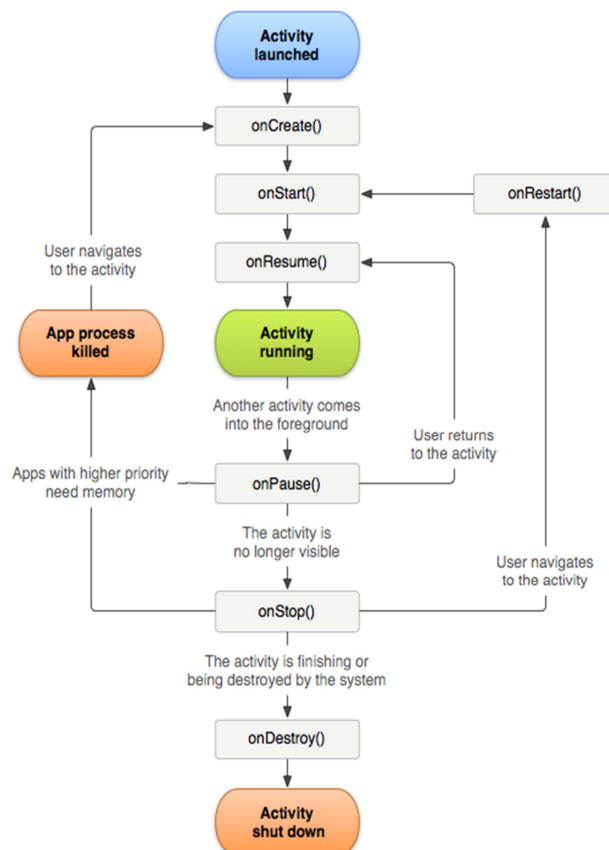 Activity
launched
onCreate()
onStart()
onRestart()
onResume()
User navigates
to the activity
App process
killed
Activity
running
Another activity comes
into the foreground
User returns
to the activity
Apps with higher priority
need memory
onPause()
The activity is
no longer visible
User navigates
to the activity
onStop()
The activity is finishing or
being destroyed by the system
onDestroy()
Activity
shut down